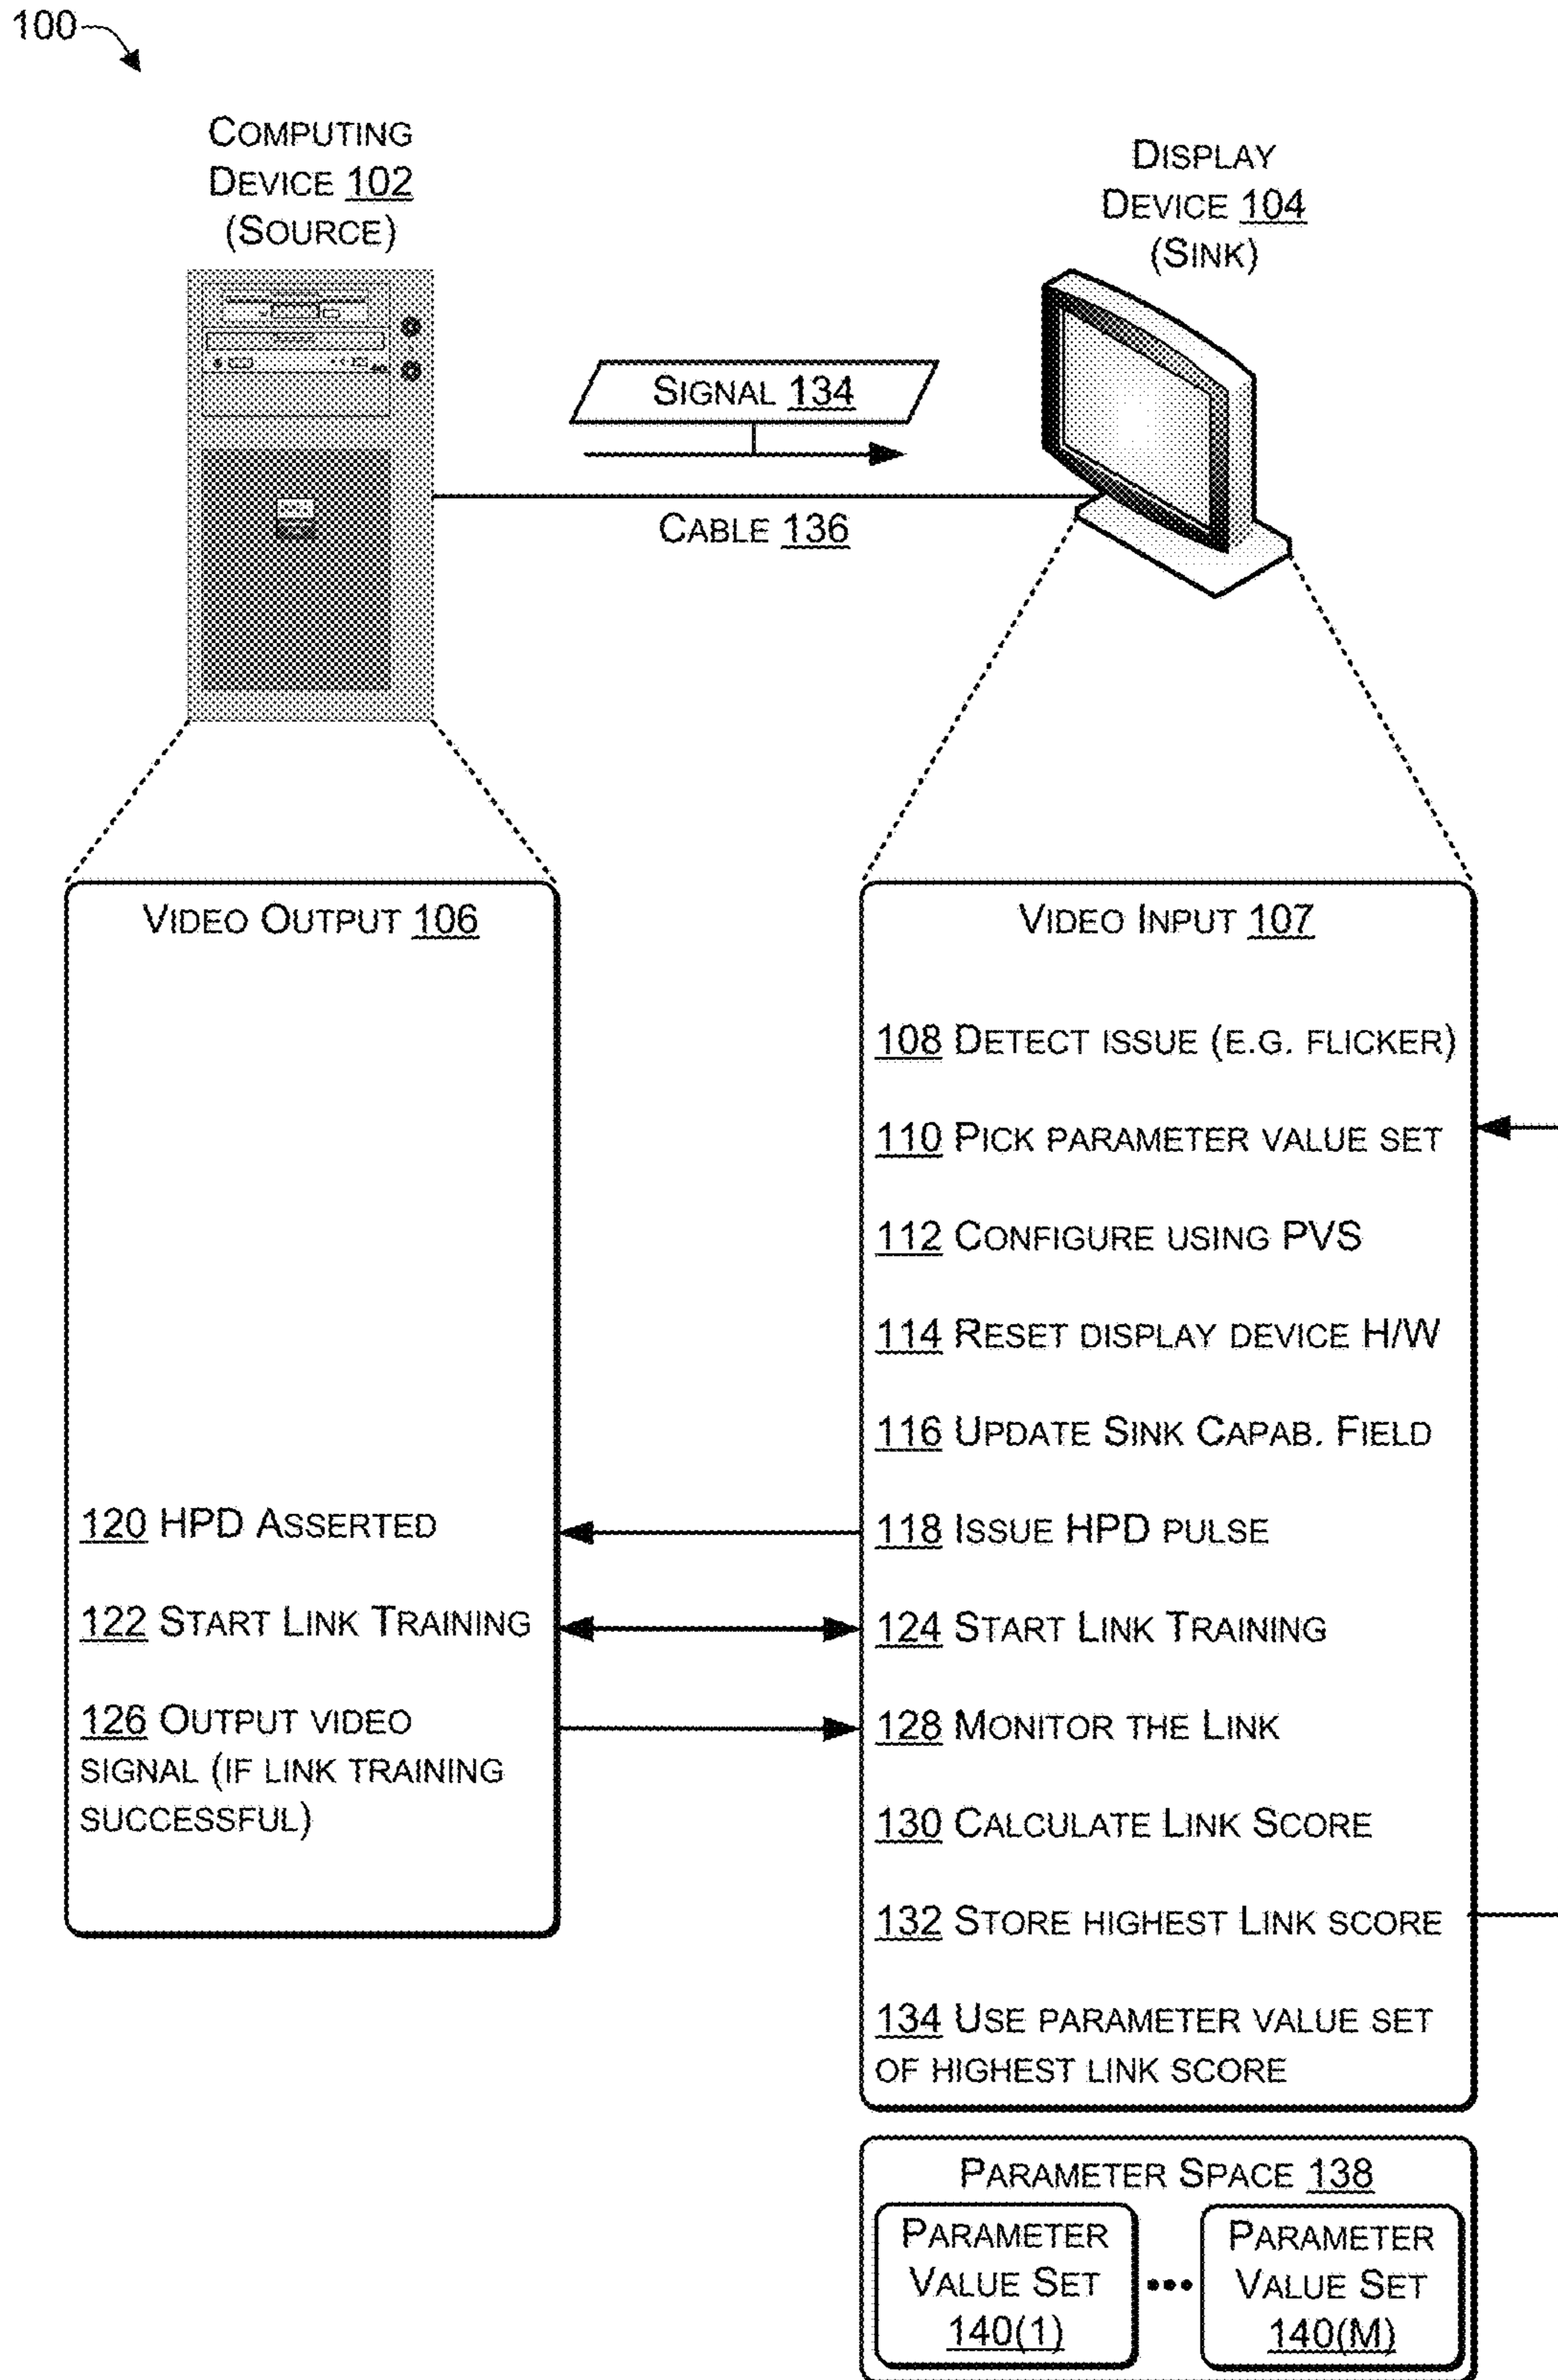 100
COMPUTING
DEVICE 102
(SOURCE)
DISPLAY
DEVICE 104
(SINK)
SIGNAL 134
CABLE 136
VIDEO OUTPUT 106
120 HPD ASSERTED
122 START LINK TRAINING
126 OUTPUT VIDEO
SIGNAL (IF LINK TRAINING
SUCCESSFUL)
VIDEO INPUT 107
108 DETECT ISSUE (E.G. FLICKER)
110 PICK PARAMETER VALUE SET
112 CONFIGURE USING PVS
114 RESET DISPLAY DEVICE H/W
116 UPDATE SINK CAPAB. FIELD
118 ISSUE HPD PULSE
124 START LINK TRAINING
128 MONITOR THE LINK
130 CALCULATE LINK SCORE
132 STORE HIGHEST LINK SCORE
134 USE PARAMETER VALUE SET
OF HIGHEST LINK SCORE
PARAMETER SPACE 138
PARAMETER
VALUE SET
140(1)
•••
PARAMETER
VALUE SET
140(M)